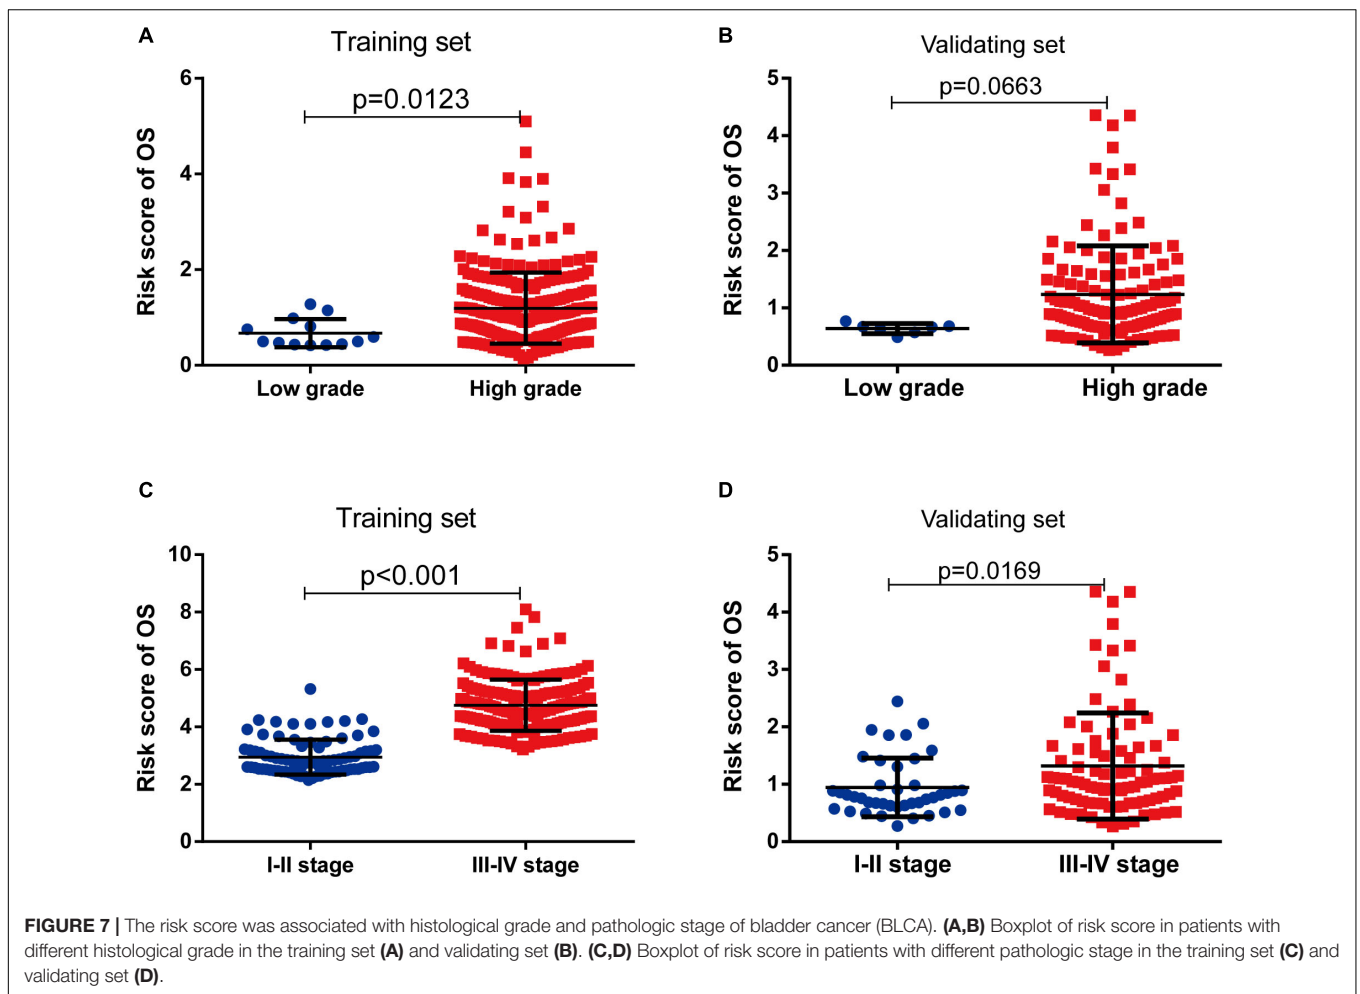 A
Training set
6
4
2
0
Risk score of OS
p=0.0123
Low grade
High grade
B
Validating set
5
4
3
2
1
0
Risk score of OS
p=0.0663
Low grade
High grade
C
Training set
10
8
6
4
2
0
Risk score of OS
p<0.001
I-II stage
III-IV stage
D
Validating set
5
4
3
2
1
0
Risk score of OS
p=0.0169
I-II stage
III-IV stage
FIGURE 7 | The risk score was associated with histological grade and pathologic stage of bladder cancer (BLCA). (A,B) Boxplot of risk score in patients with
different histological grade in the training set (A) and validating set (B). (C,D) Boxplot of risk score in patients with different pathologic stage in the training set (C) and
validating set (D).